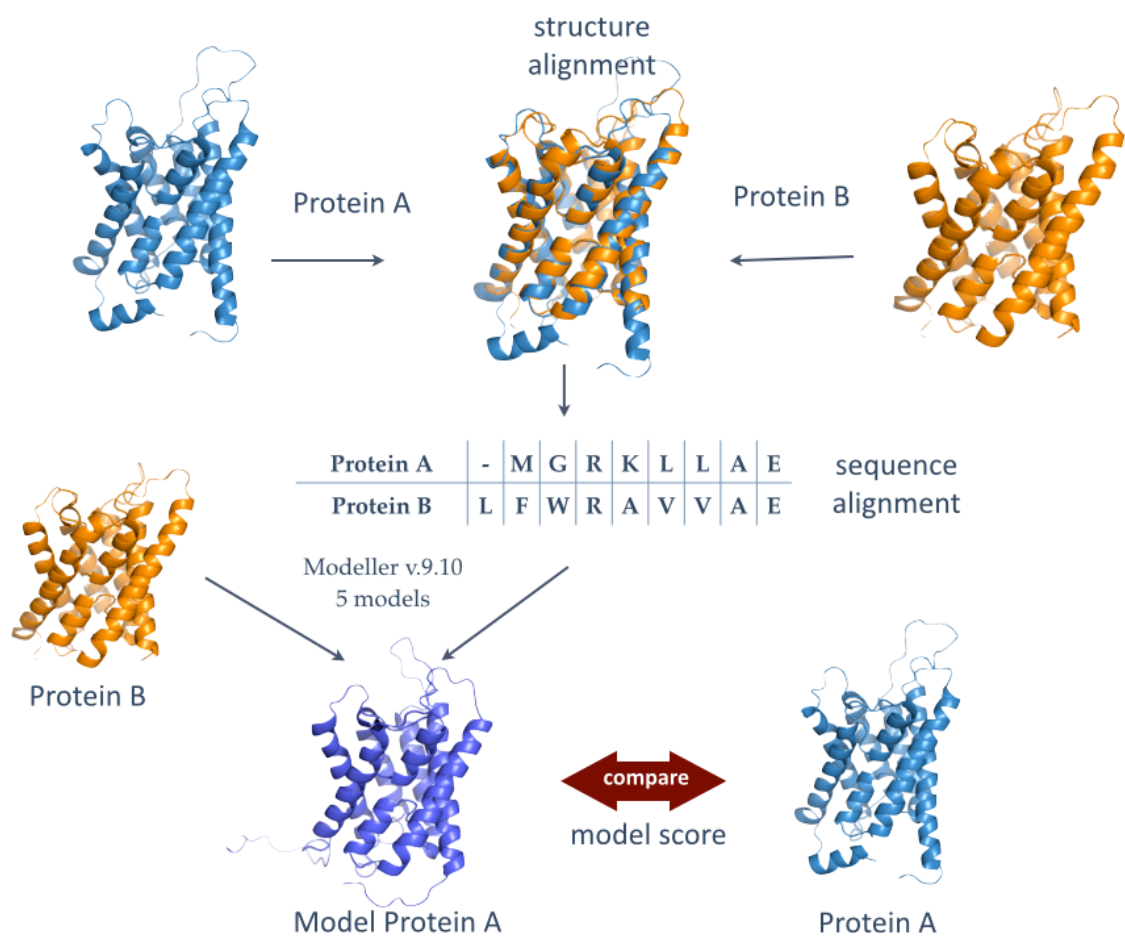 structure
alignment
Protein A
Protein B
Protein A - M G R K L L A E
Protein B L F W R A V V A E
sequence
alignment
Modeller v.9.10
5 models
Protein B
compare
model score
Model Protein A
Protein A